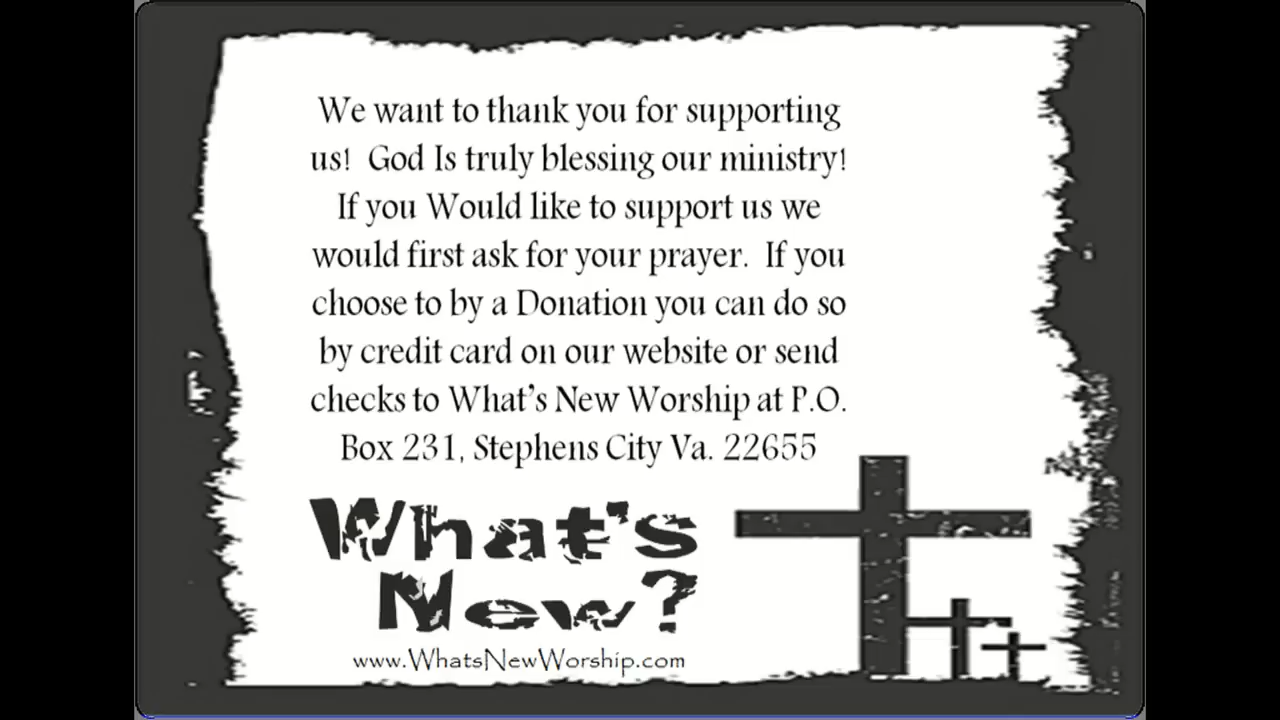 We want to thank you for supporting
us!  God Is truly blessing our ministry!
If you Would like to support us we
would first ask for your prayer.  If you
choose to by a Donation you can do so
by credit card on our website or send
checks to What's New Worship at P.O.
Box 231, Stephens City Va. 22655
What's
New?
www.WhatsNewWorship.com